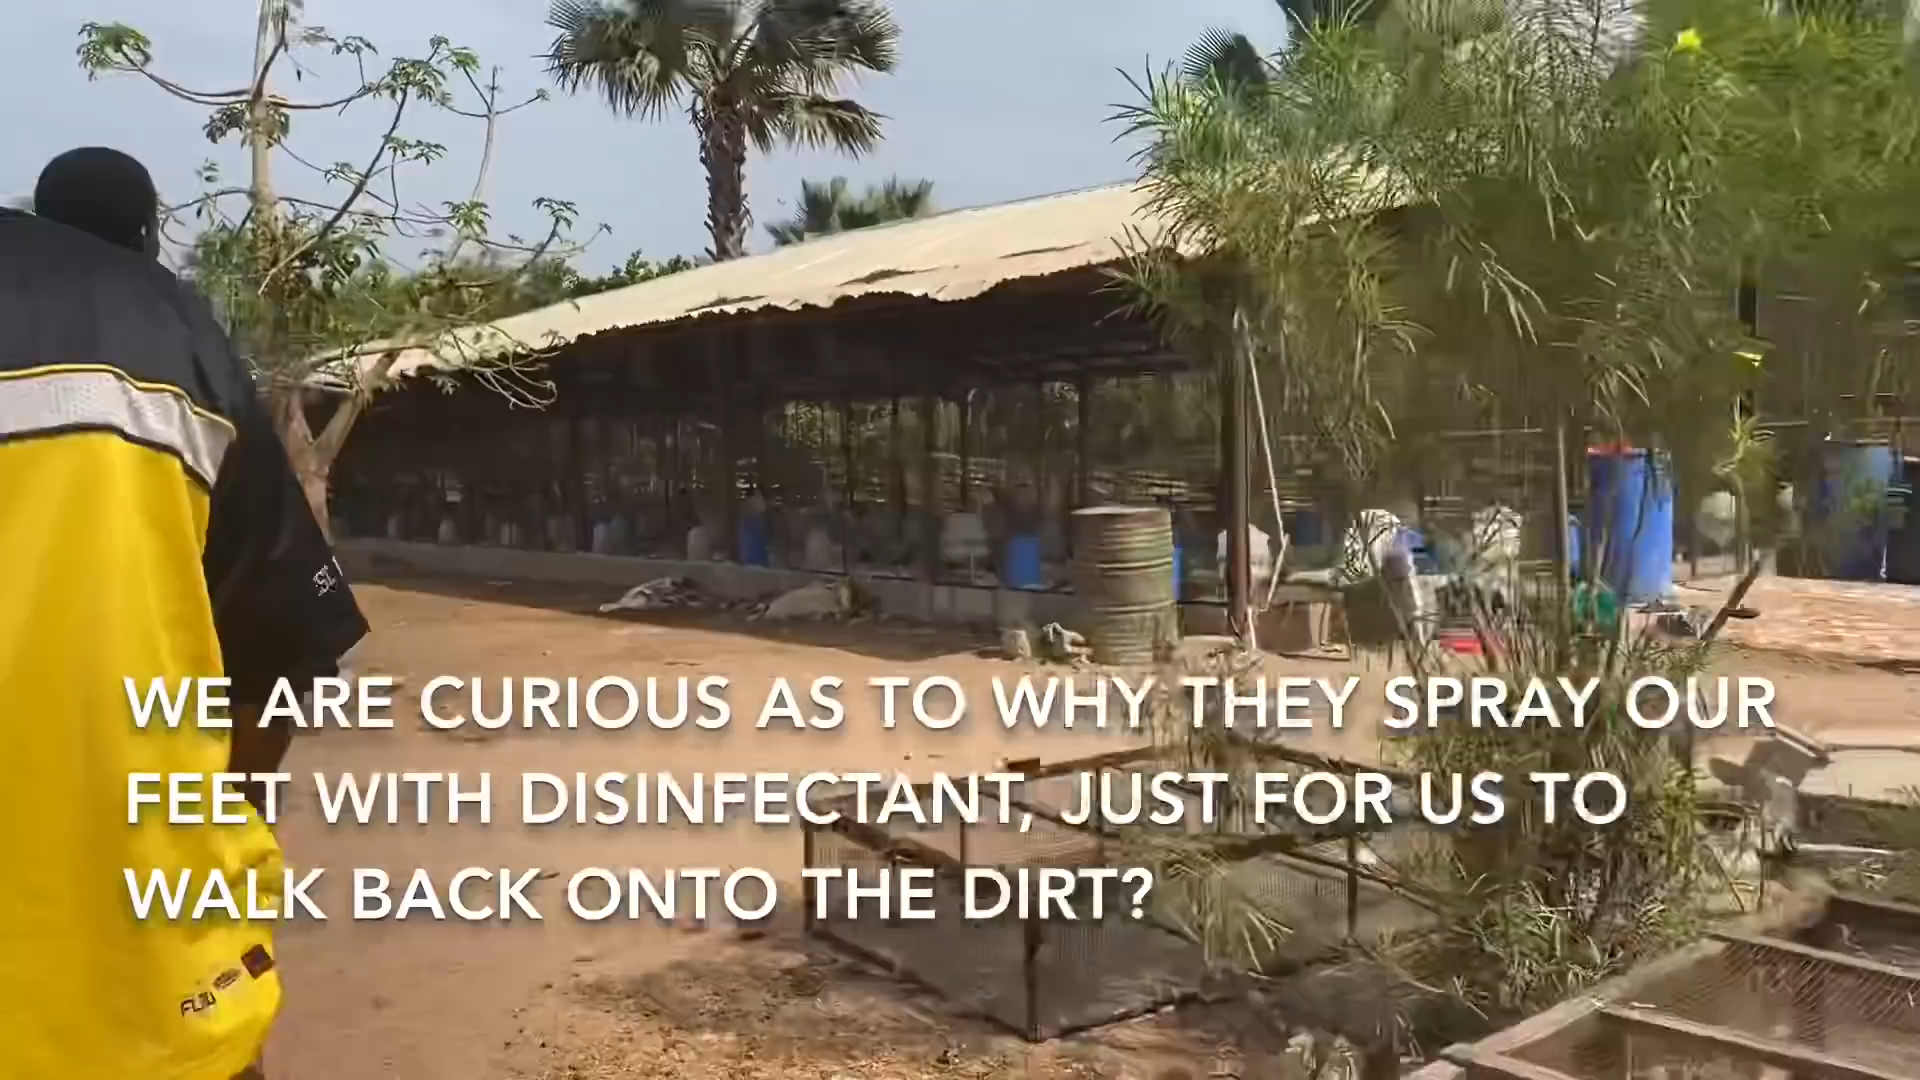 WE ARE CURIOUS AS TO WHY THEY SPRAY OUR
FEET WITH DISINFECTANT, JUST FOR US TO
WALK BACK ONTO THE DIRT?